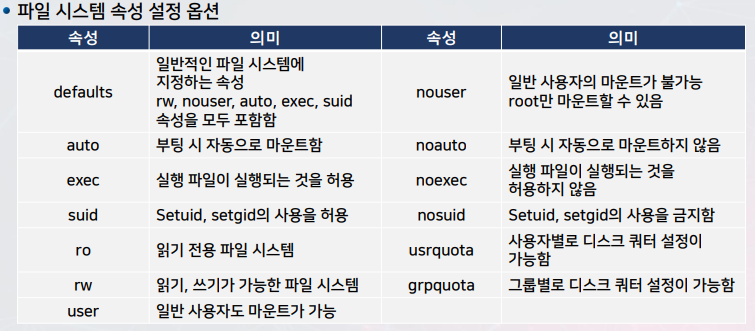 • 파일 시스템 속성 설정 옵션
속성 의미 속성 의미
defaults
일반적인 파일 시스템에
지정하는 속성
rw, nouser, auto, exec, suid
속성을 모두 포함함
nouser
일반 사용자의 마운트가 불가능
root만 마운트할 수 있음
auto 부팅 시 자동으로 마운트함 noauto 부팅 시 자동으로 마운트하지 않음
exec 실행 파일이 실행되는 것을 허용 noexec
실행 파일이 실행되는 것을
허용하지 않음
suid Setuid, setgid의 사용을 허용 nosuid Setuid, setgid의 사용을 금지함
ro 읽기 전용 파일 시스템 usrquota
사용자별로 디스크 쿼터 설정이
가능함
rw 읽기, 쓰기가 가능한 파일 시스템 grpquota 그룹별로 디스크 쿼터 설정이 가능함
user 일반 사용자도 마운트가 가능